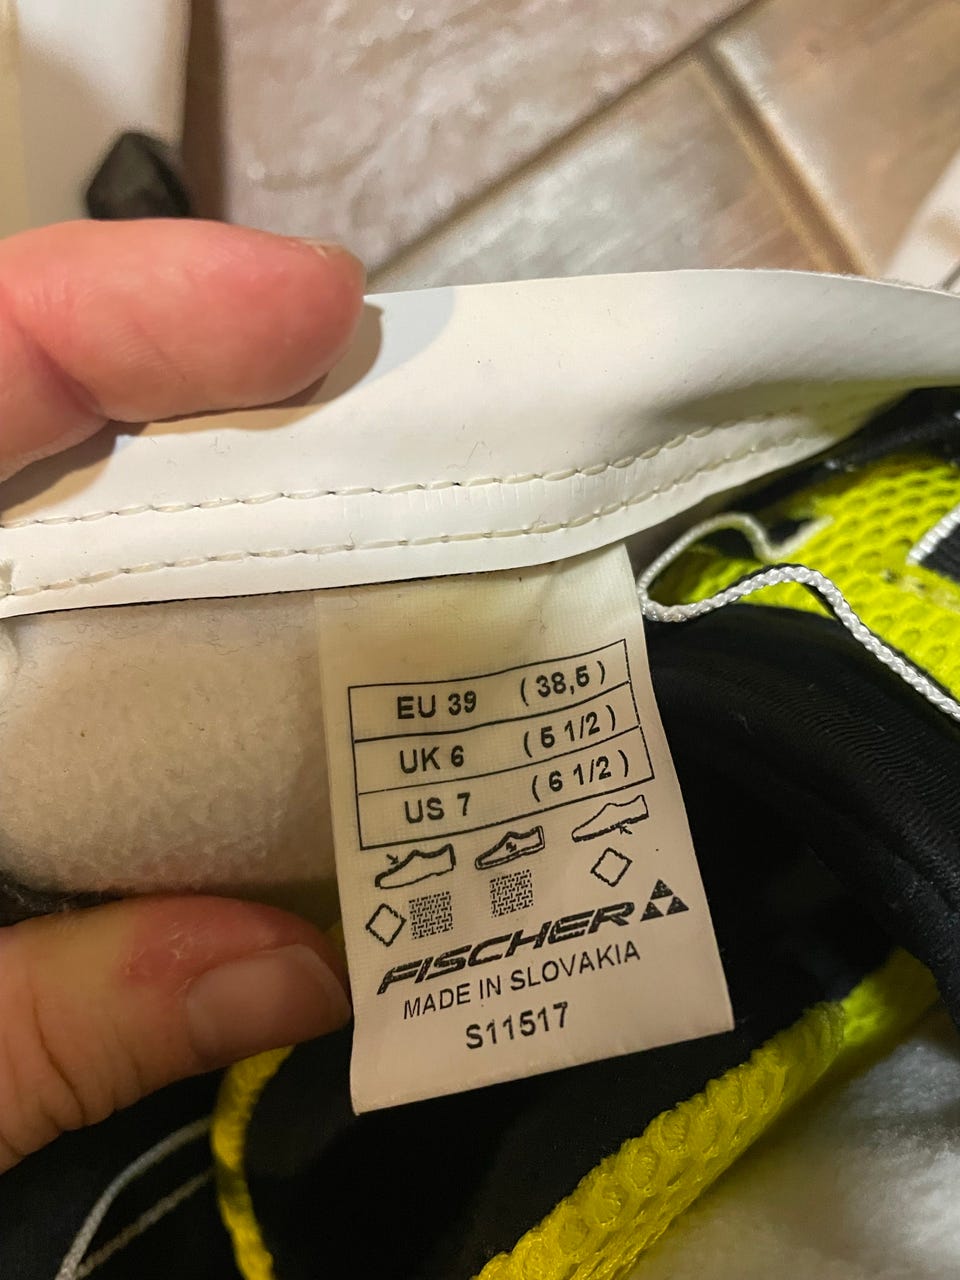 EU 39 ( 38,5 )
UK 6 ( 5 1/2 )
US 7 ( 6 1/2 )
FISCHER
MADE IN SLOVAKIA
S11517